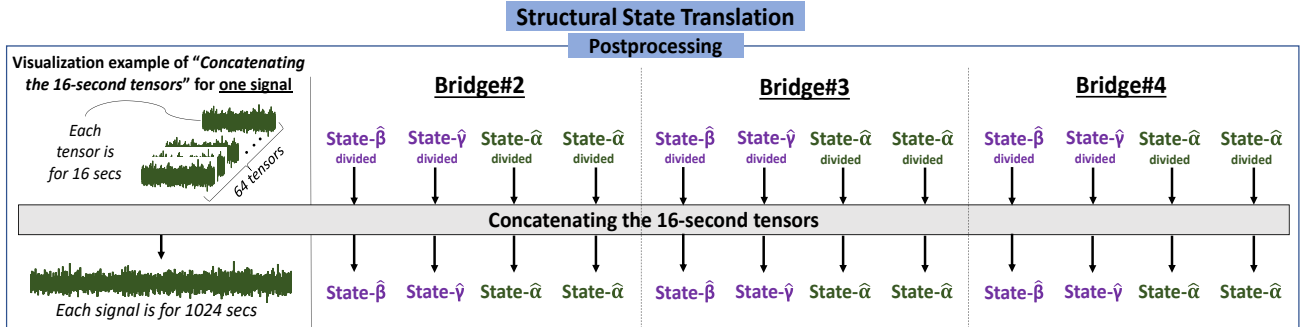 Structural State Translation
Postprocessing
Visualization example of “Concatenating
the 16-second tensors” for one signal
Each
tensor is
for 16 secs
64 tensors
Bridge#2
Bridge#3
Bridge#4
State-β̂ State-γ̂ State-α̂ State-α̂ State-β̂ State-γ̂ State-α̂ State-α̂ State-β̂ State-γ̂ State-α̂ State-α̂
divided divided divided divided divided divided divided divided divided divided divided divided
Concatenating the 16-second tensors
State-β̂ State-γ̂ State-α̂ State-α̂ State-β̂ State-γ̂ State-α̂ State-α̂ State-β̂ State-γ̂ State-α̂ State-α̂
Each signal is for 1024 secs